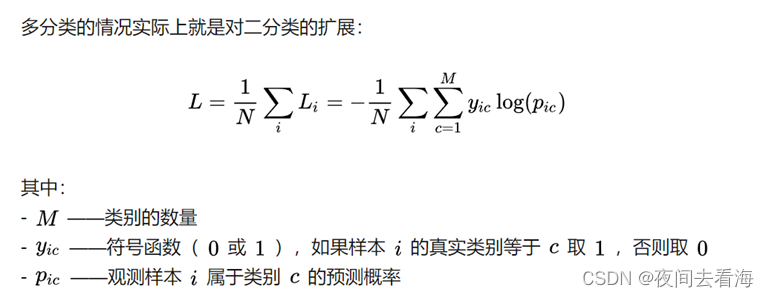 多分类的情况实际上就是对二分类的扩展：
L = \frac{1}{N} \sum_{i} L_i = -\frac{1}{N} \sum_{i} \sum_{c=1}^{M} y_{ic} \log(p_{ic})
其中：
- M ——类别的数量
- y_{ic} ——符号函数（ 0 或 1 ），如果样本 i 的真实类别等于 c 取 1 ，否则取 0
- p_{ic} ——观测样本 i 属于类别 c 的预测概率
CSDN @夜间去看海